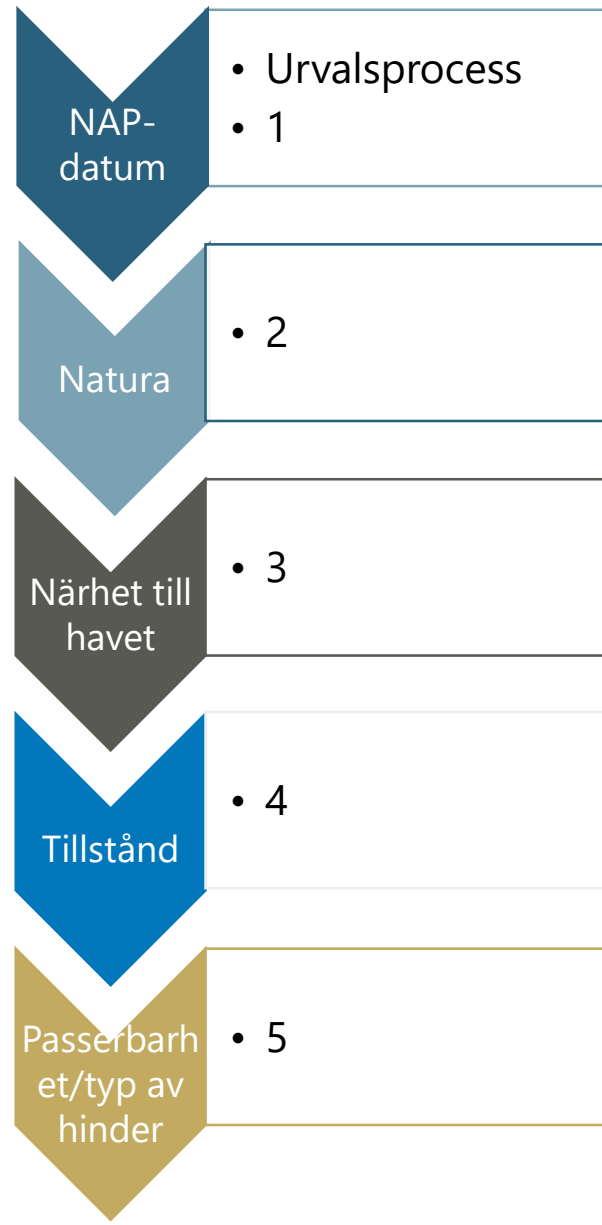 NAP-
datum
• Urvalsprocess
• 1
Natura
• 2
Närhet till
havet
• 3
Tillstånd
• 4
Passerbarh
et/typ av
hinder
• 5